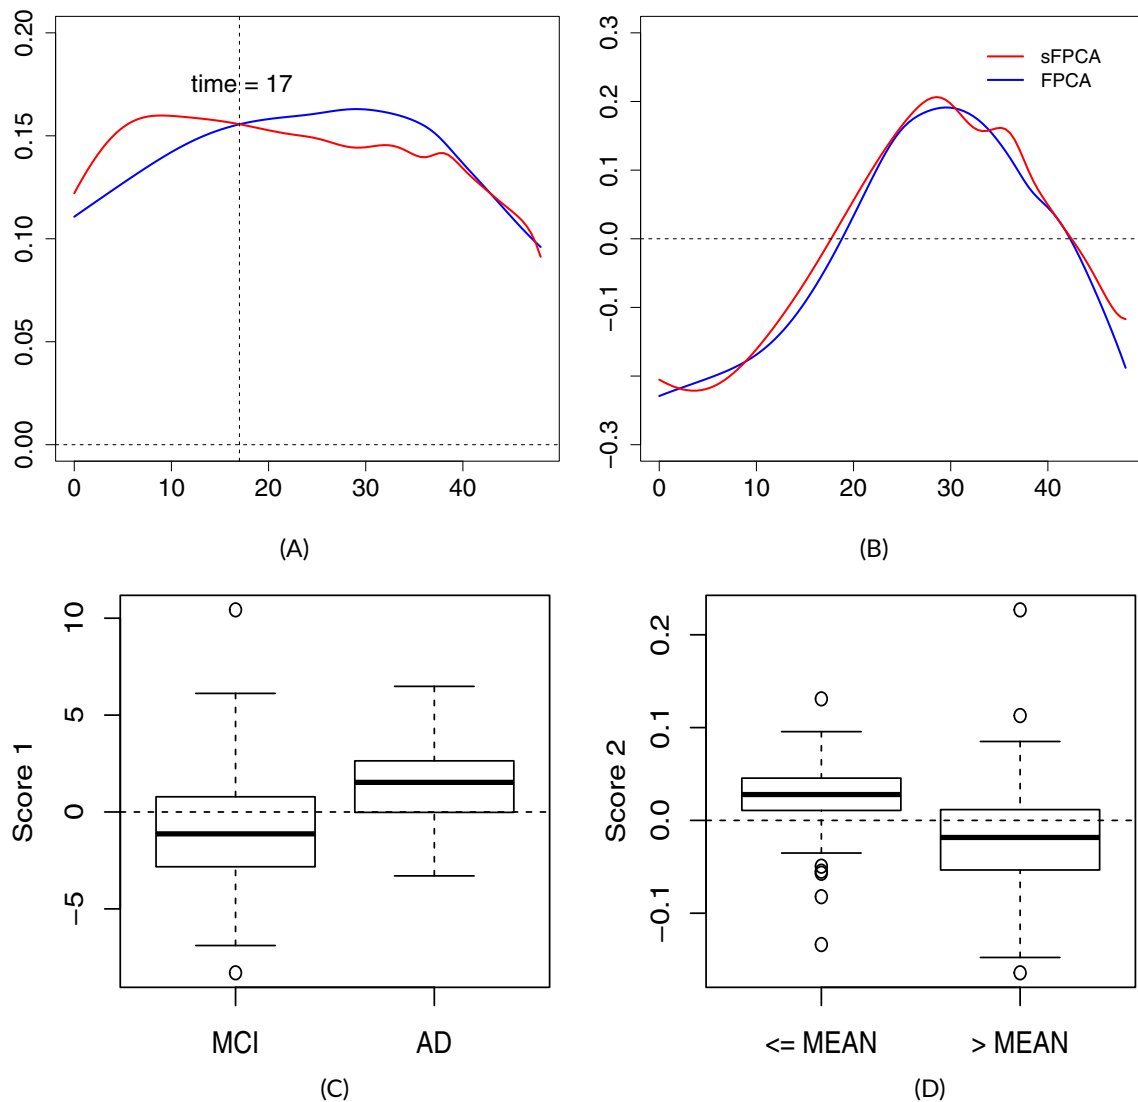 0.20
0.15
0.10
0.05
0.00
time = 17
0 10 20 30 40
(A)
0.3
0.2
0.1
0.0
−0.1
−0.3
sFPCA
FPCA
0 10 20 30 40
(B)
10
5
0
−5
Score 1
MCI AD
(C)
0.2
0.1
0.0
−0.1
Score 2
<= MEAN > MEAN
(D)